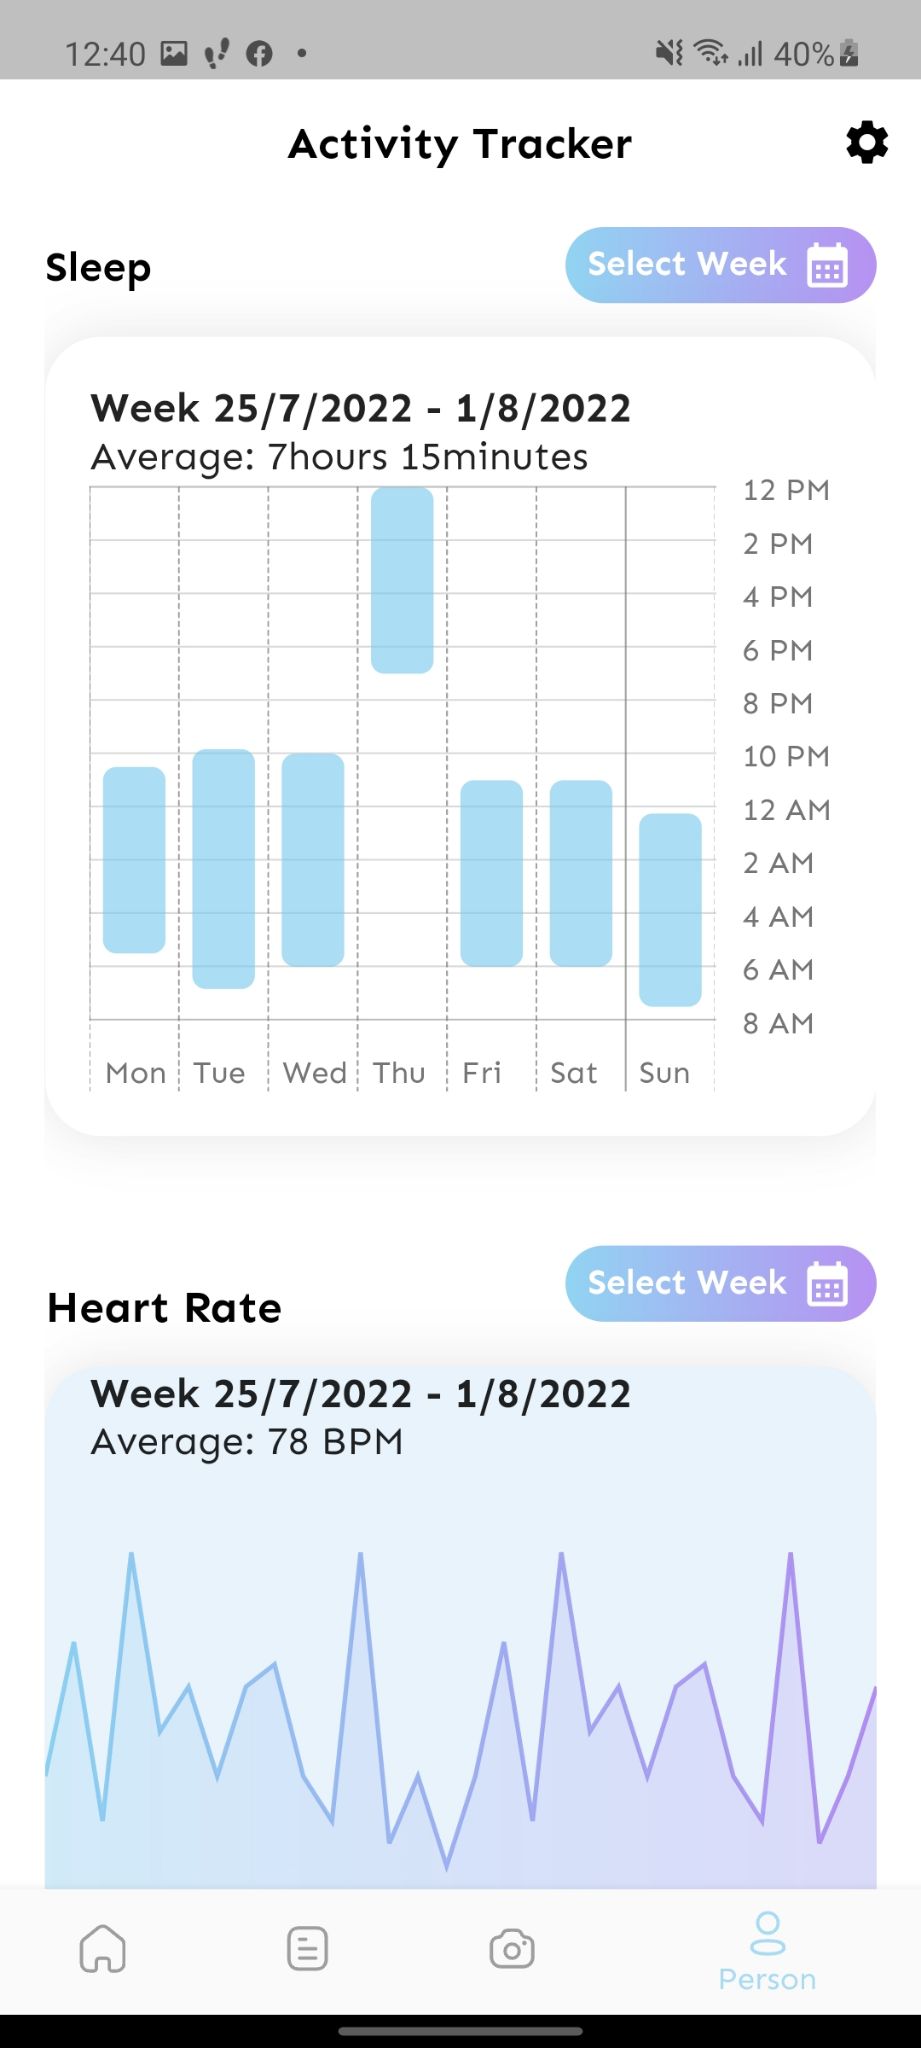 12:40
40%
Activity Tracker
Sleep
Select Week
Week 25/7/2022 - 1/8/2022
Average: 7hours 15minutes
12 PM
2 PM
4 PM
6 PM
8 PM
10 PM
12 AM
2 AM
4 AM
6 AM
8 AM
Mon Tue Wed Thu Fri Sat Sun
Heart Rate
Select Week
Week 25/7/2022 - 1/8/2022
Average: 78 BPM
Person